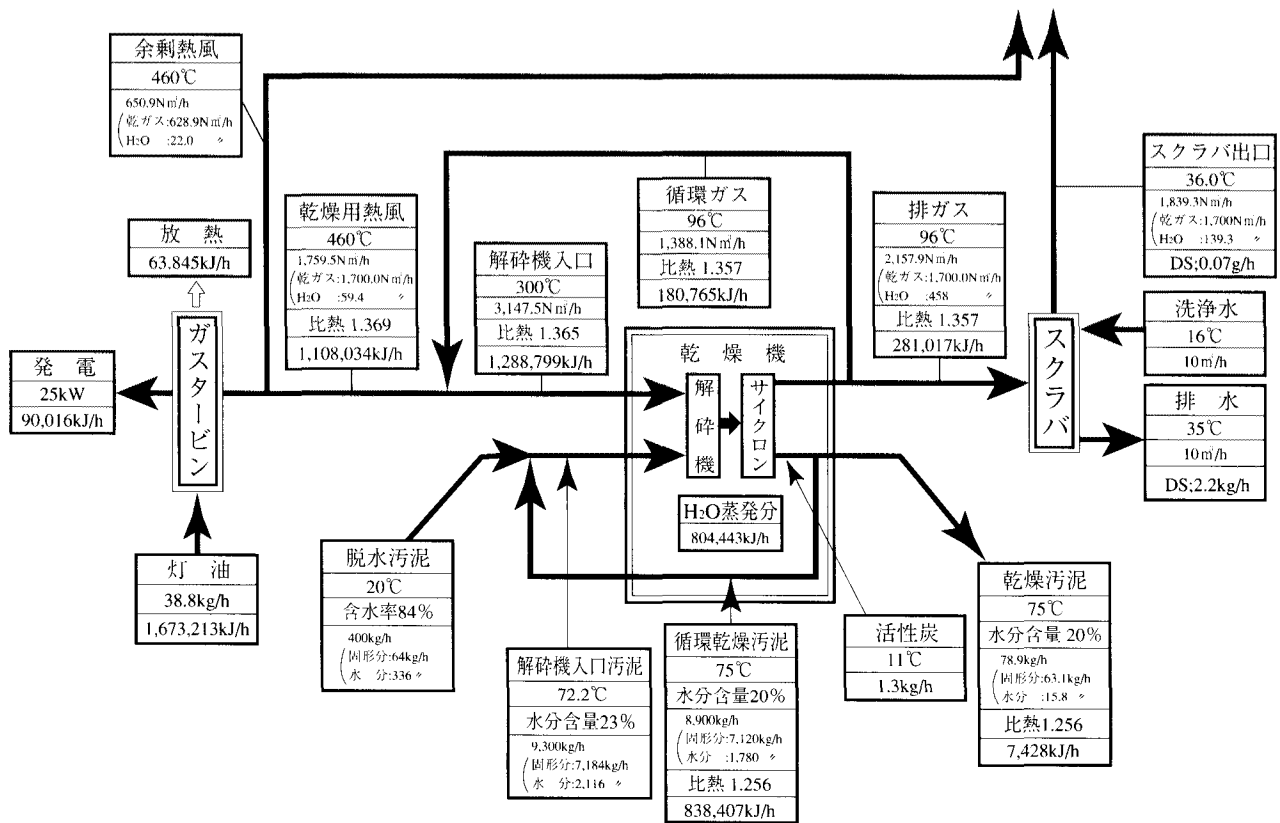 余剰熱風
460℃
650.9Nm³/h
(乾ガス:628.9Nm³/h
H₂O :22.0 〃
放熱
63.845kJ/h
発電
25kW
90,016kJ/h
ガスタービン
灯油
38.8kg/h
1,673,213kJ/h
乾燥用熱風
460℃
1,759.5Nm³/h
(乾ガス:1,700.0Nm³/h
H₂O :59.4 〃
比熱 1.369
1,108,034kJ/h
解砕機入口
300℃
3,147.5Nm³/h
比熱 1.365
1,288,799kJ/h
循環ガス
96℃
1,388.1Nm³/h
比熱 1.357
180,765kJ/h
排ガス
96℃
2,157.9Nm³/h
(乾ガス:1,700.0Nm³/h
H₂O :458 〃
比熱 1.357
281,017kJ/h
スクラバ出口
36.0℃
1,839.3Nm³/h
(乾ガス:1,700Nm³/h
H₂O :139.3 〃
DS;0.07g/h
洗浄水
16℃
10㎥/h
スクラバ
排水
35℃
10㎥/h
DS;2.2kg/h
乾燥機
解砕機
サイクロン
H₂O蒸発分
804,443kJ/h
脱水汚泥
20℃
含水率84%
400kg/h
(固形分:64kg/h
水 分:336〃
解砕機入口汚泥
72.2℃
水分含量23%
9,300kg/h
(固形分:7,184kg/h
水 分:2,116 〃
循環乾燥汚泥
75℃
水分含量20%
8,900kg/h
(固形分:7,120kg/h
水分 :1,780 〃
比熱 1.256
838,407kJ/h
活性炭
11℃
1.3kg/h
乾燥汚泥
75℃
水分含量 20%
78.9kg/h
(固形分:63.1kg/h
水分 :15.8 〃
比熱1.256
7,428kJ/h